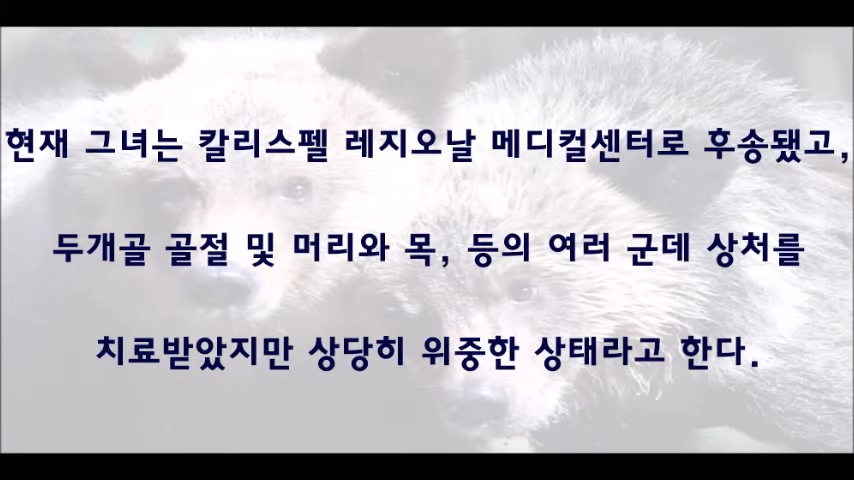 현재 그녀는 칼리스펠 레지오날 메디컬센터로 후송됐고,
두개골 골절 및 머리와 목, 등의 여러 군데 상처를
치료받았지만 상당히 위중한 상태라고 한다.